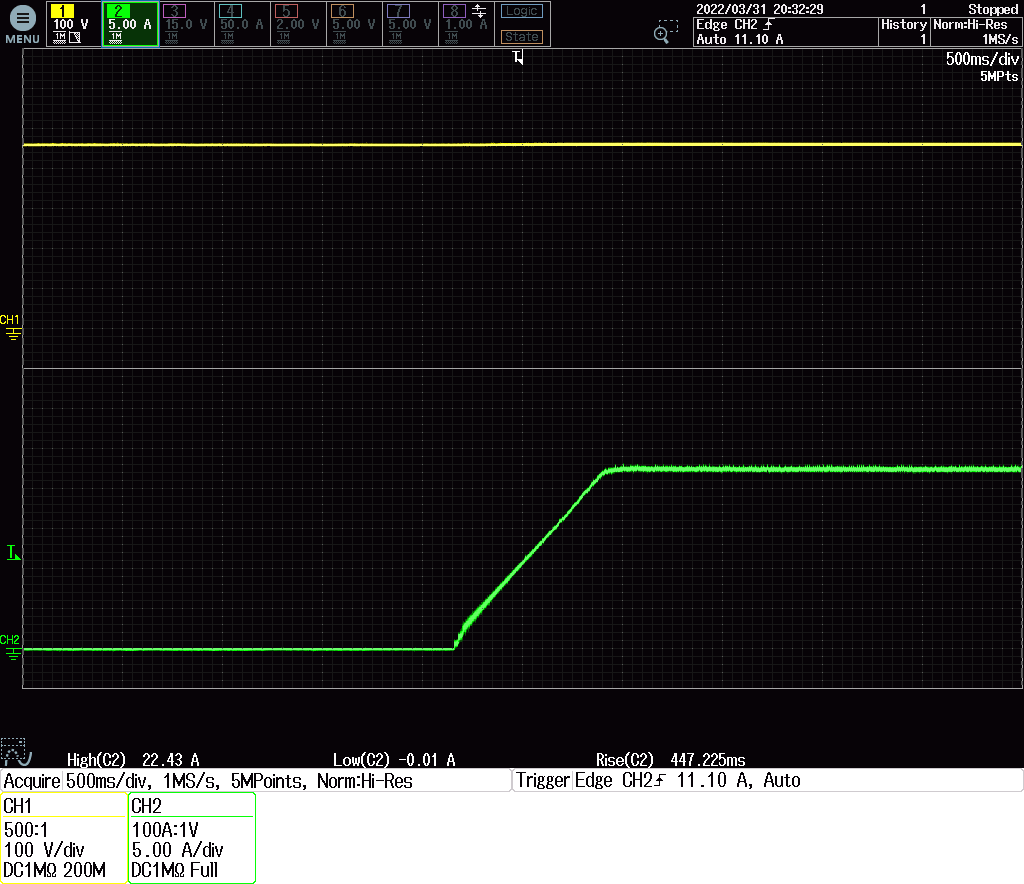 MENU
1
100 V
1M
2
5.00 A
1M
3
15.0 V
1M
4
50.0 A
1M
5
2.00 V
1M
6
5.00 V
1M
7
5.00 V
1M
8
1.00 A
1M
Logic
State
2022/03/31 20:32:29
1
Stopped
Edge CH2
Auto 11.10 A
History
1
Norm:Hi-Res
1MS/s
T
500ms/div
5MPts
CH1
T
CH2
High(C2) 22.43 A
Low(C2) -0.01 A
Rise(C2) 447.225ms
Acquire 500ms/div, 1MS/s, 5MPoints, Norm:Hi-Res
Trigger Edge CH2 11.10 A, Auto
CH1
500:1
100 V/div
DC1MΩ 200M
CH2
100A:1V
5.00 A/div
DC1MΩ Full